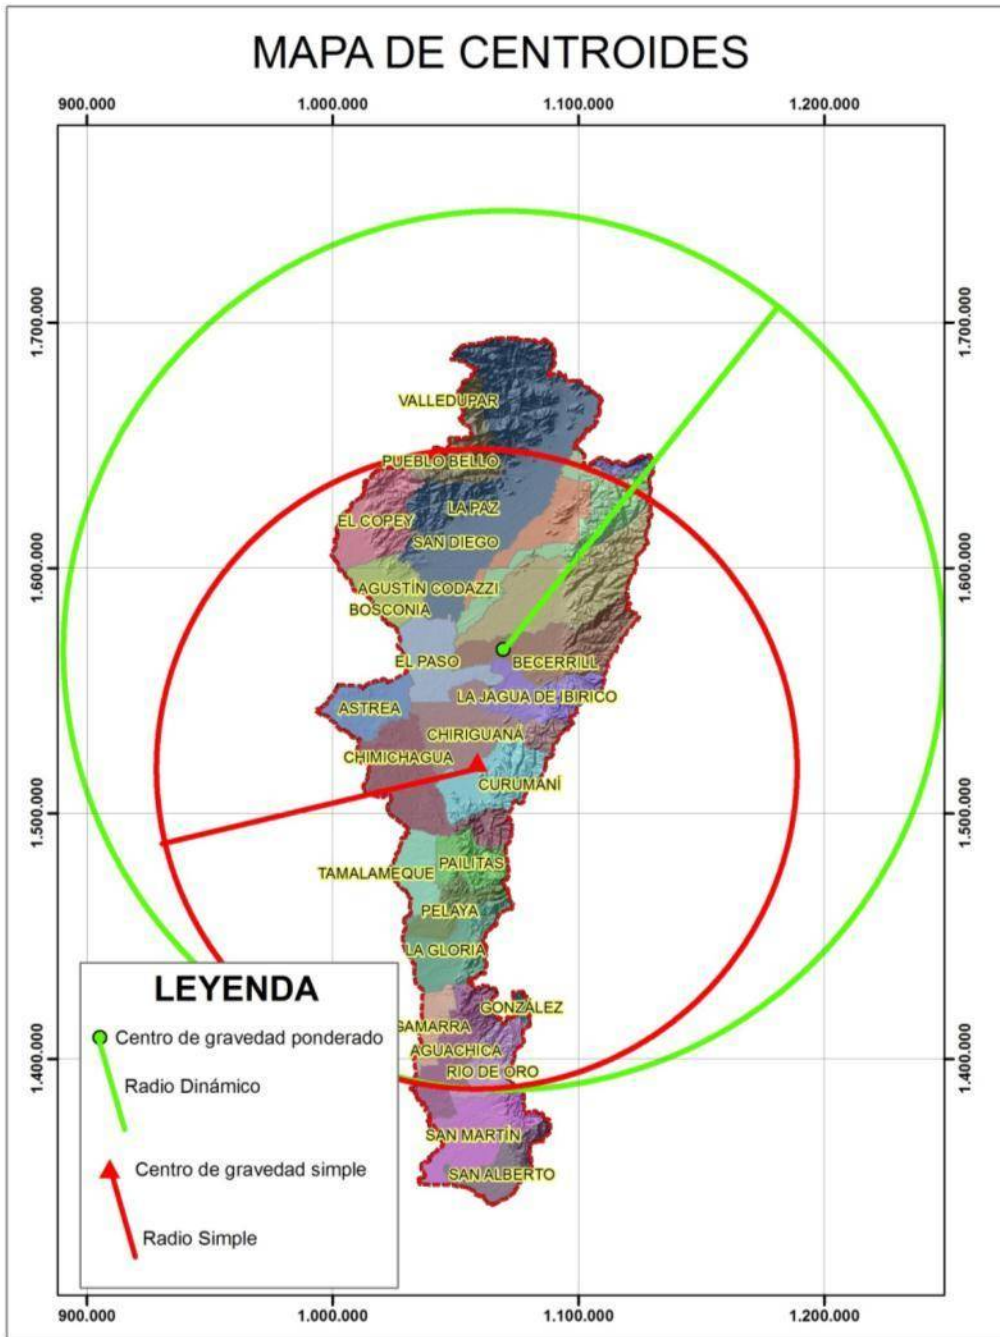 MAPA DE CENTROIDES
900.000 1.000.000 1.100.000 1.200.000
1.700.000 1.700.000
VALLEDUPAR
PUEBLO BELLO
LA PAZ
EL COPEY
SAN DIEGO
1.600.000 1.600.000
AGUSTÍN CODAZZI
BOSCONIA
EL PASO BECERRILL
LA JAGUA DE IBIRICO
ASTREA
CHIRIGUANÁ
CHIMICHAGUA
CURUMANÍ
1.500.000 1.500.000
PAILITAS
TAMALAMEQUE
PELAYA
LA GLORIA
LEYENDA
GONZÁLEZ
GAMARRA
Centro de gravedad ponderado
AGUACHICA
1.400.000 1.400.000
RIO DE ORO
Radio Dinámico
SAN MARTÍN
Centro de gravedad simple
SAN ALBERTO
Radio Simple
900.000 1.000.000 1.100.000 1.200.000